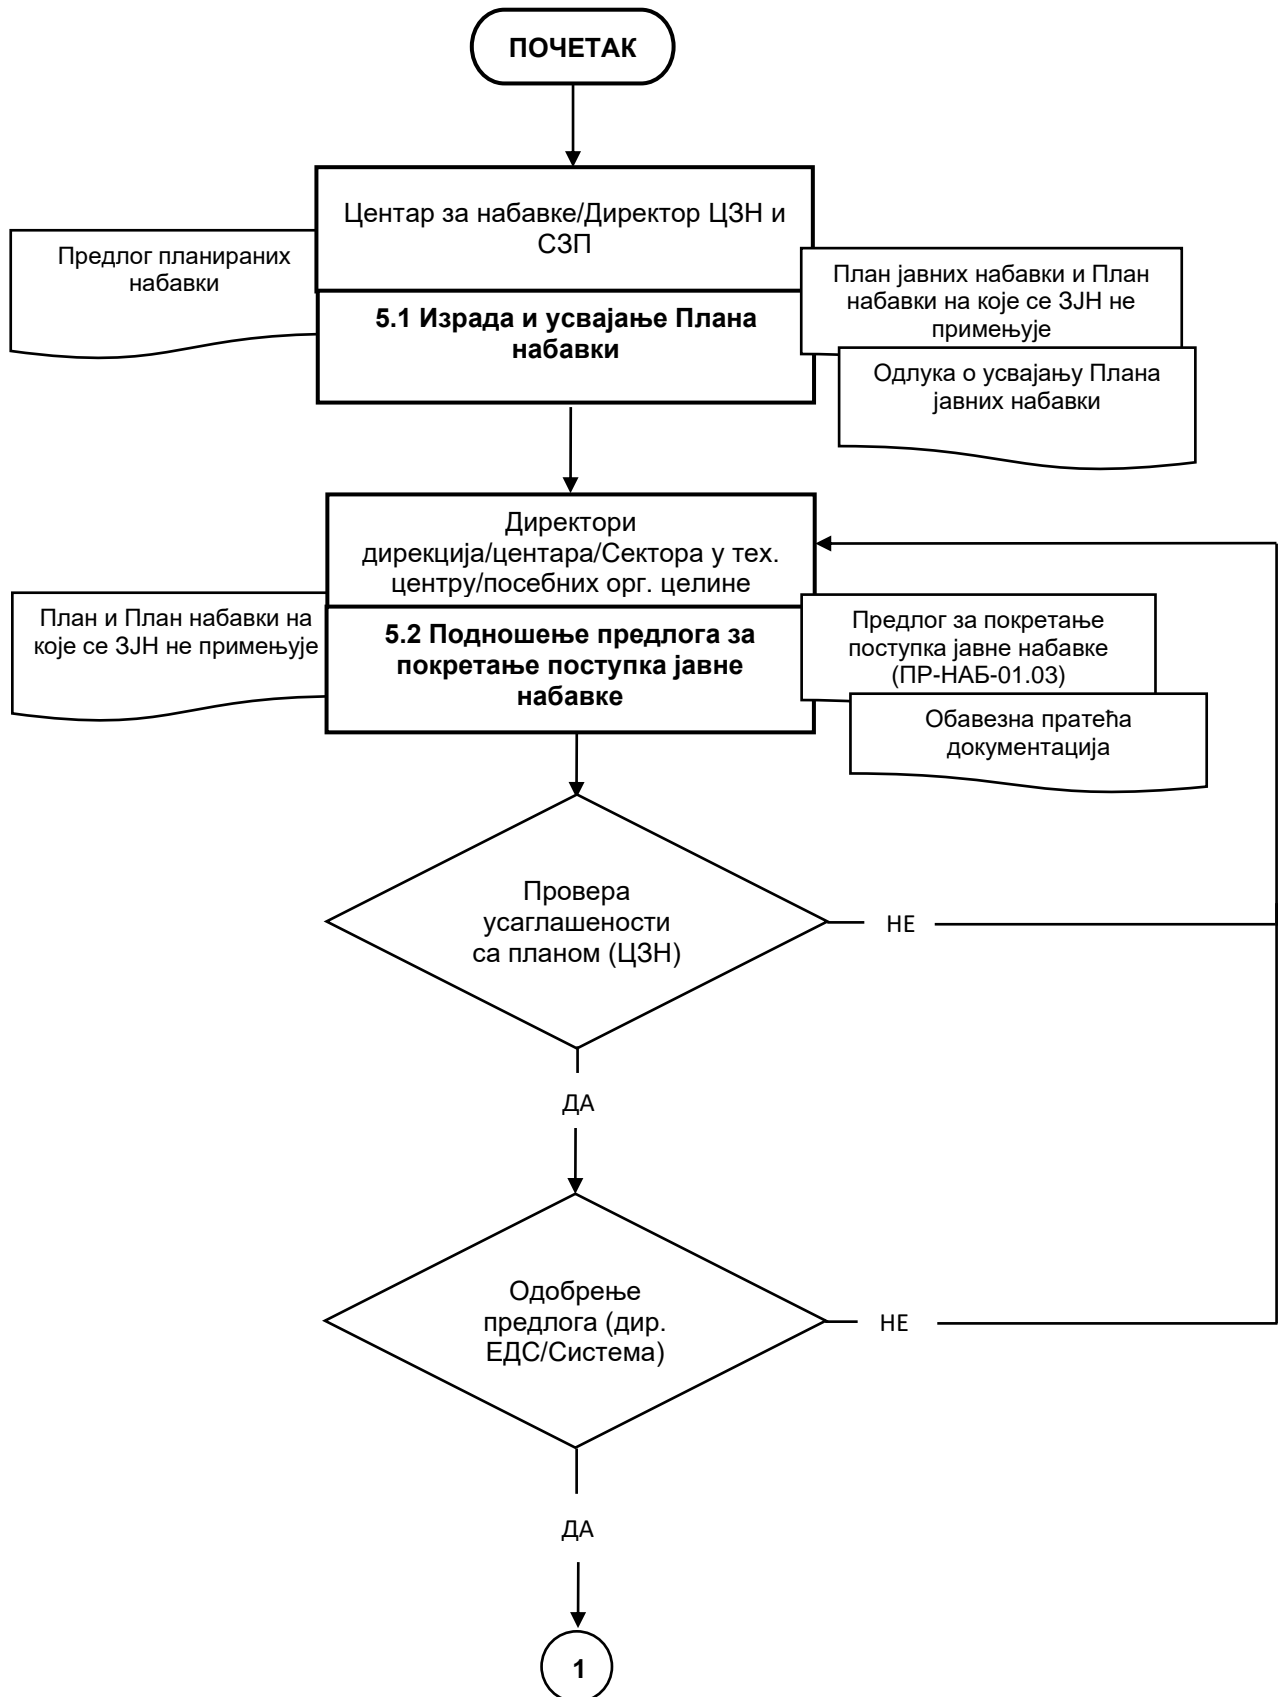 ПОЧЕТАК
Центар за набавке/Директор ЦЗН и
СЗП
Предлог планираних
набавки
5.1 Израда и усвајање Плана
набавки
План јавних набавки и План
набавки на које се ЗЈН не
примењује
Одлука о усвајању Плана
јавних набавки
Директори
дирекција/центара/Сектора у тех.
центру/посебних орг. целине
План и План набавки на
које се ЗЈН не примењује
5.2 Подношење предлога за
покретање поступка јавне
набавке
Предлог за покретање
поступка јавне набавке
(ПР-НАБ-01.03)
Обавезна пратећа
документација
Провера
усаглашености
са планом (ЦЗН)
НЕ
ДА
Одобрење
предлога (дир.
ЕДС/Система)
НЕ
ДА
1